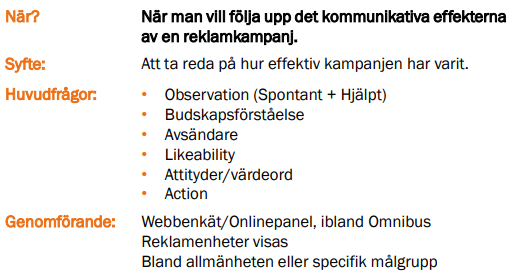 När? När man vill följa upp det kommunikativa effekterna
av en reklamkampanj.
Syfte: Att ta reda på hur effektiv kampanjen har varit.
Huvudfrågor: • Observation (Spontant + Hjälpt)
• Budskapsförståelse
• Avsändare
• Likeability
• Attityder/värdeord
• Action
Genomförande: Webbenkät/Onlinepanel, ibland Omnibus
Reklamenheter visas
Bland allmänheten eller specifik målgrupp